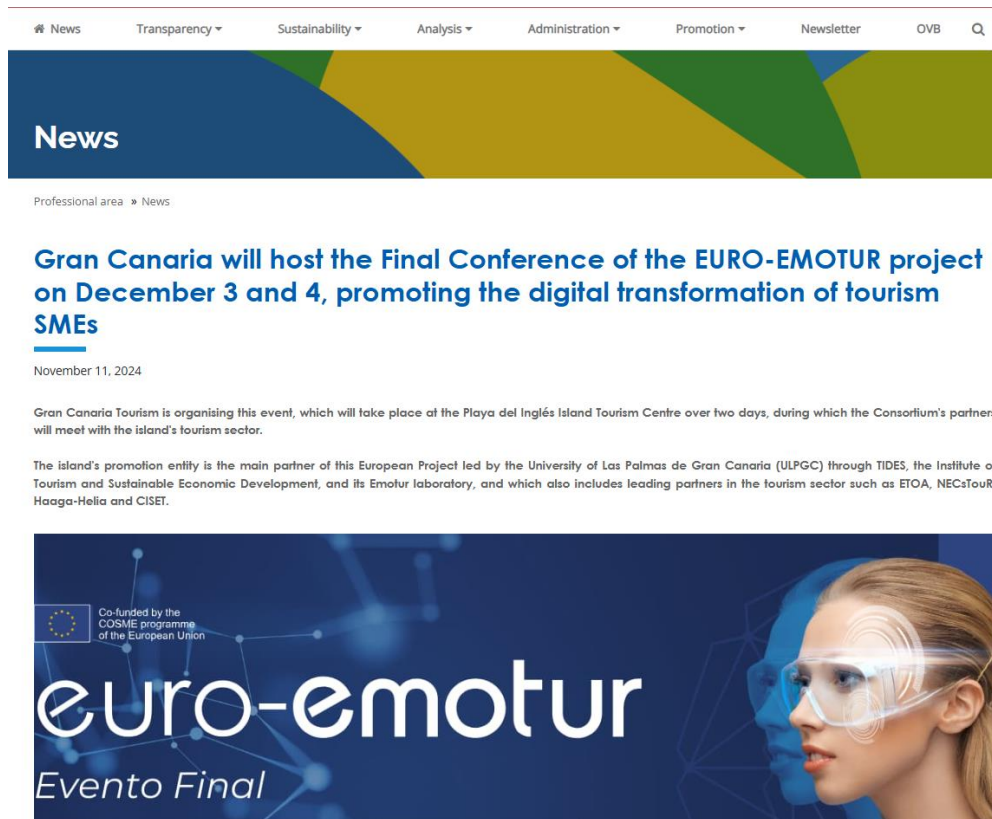 News Transparency Sustainability Analysis Administration Promotion Newsletter OVB
News
Professional area » News
Gran Canaria will host the Final Conference of the EURO-EMOTUR project
on December 3 and 4, promoting the digital transformation of tourism
SMEs
November 11, 2024
Gran Canaria Tourism is organising this event, which will take place at the Playa del Inglés Island Tourism Centre over two days, during which the Consortium's partners
will meet with the island's tourism sector.
The island's promotion entity is the main partner of this European Project led by the University of Las Palmas de Gran Canaria (ULPGC) through TIDES, the Institute o
Tourism and Sustainable Economic Development, and its Emotur laboratory, and which also includes leading partners in the tourism sector such as ETOA, NECsTouR
Haaga-Helia and CISET.
Co-funded by the
COSME programme
of the European Union
euro-emotur
Evento Final